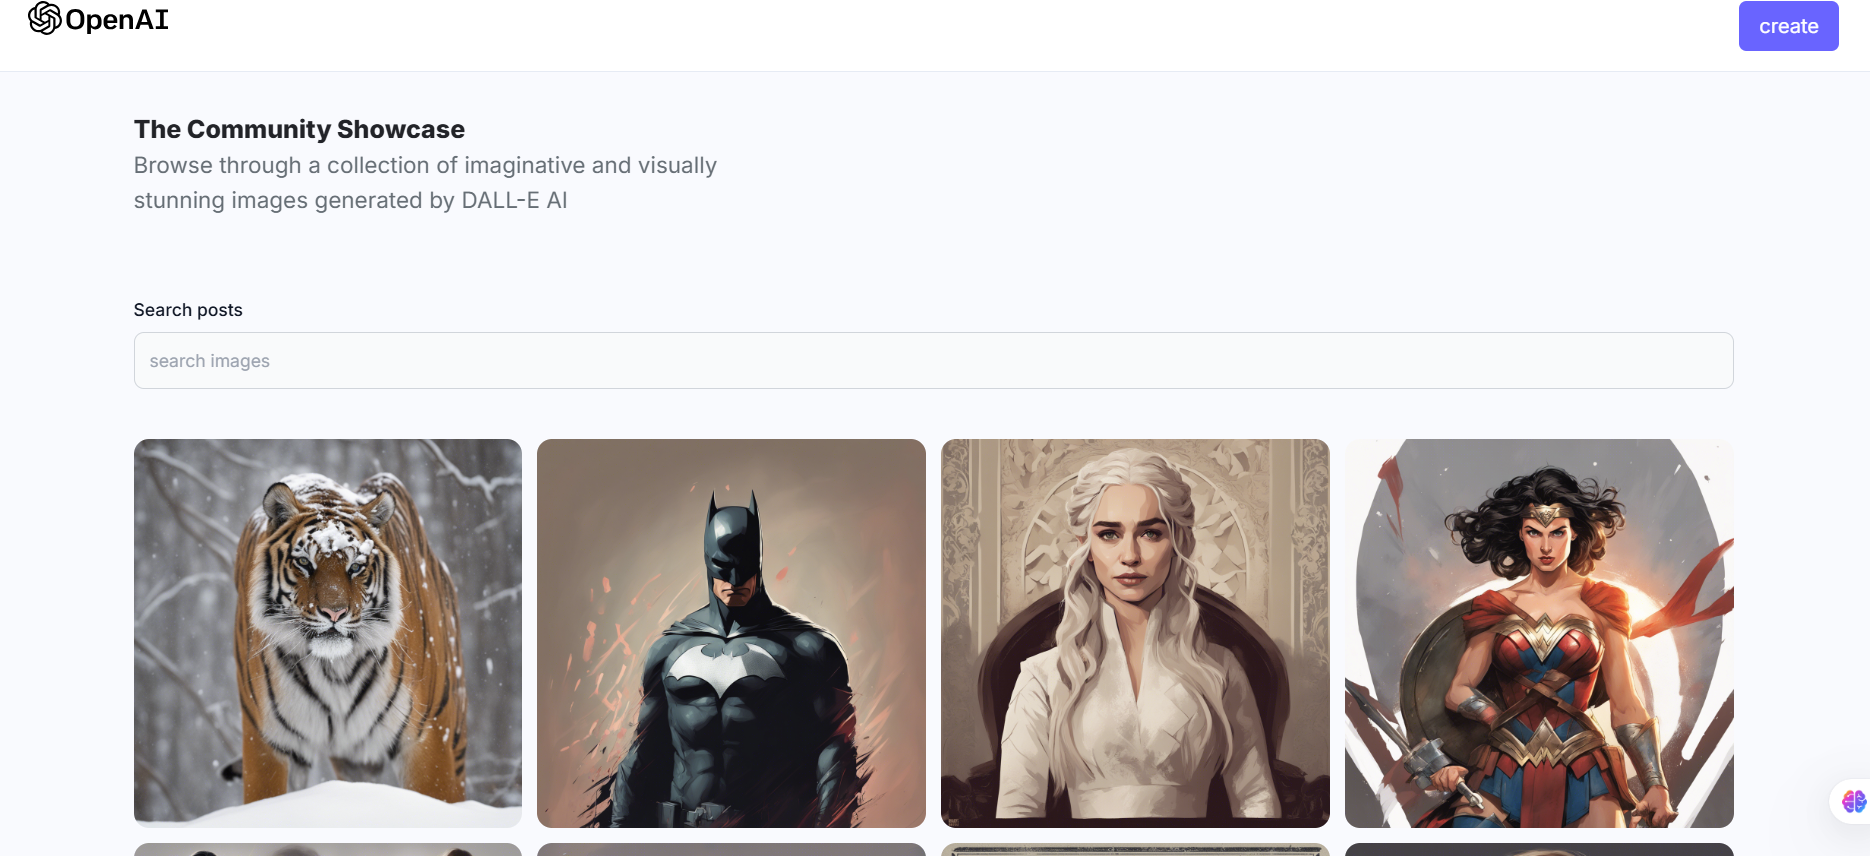 OpenAI
create
The Community Showcase
Browse through a collection of imaginative and visually
stunning images generated by DALL-E AI
Search posts
search images